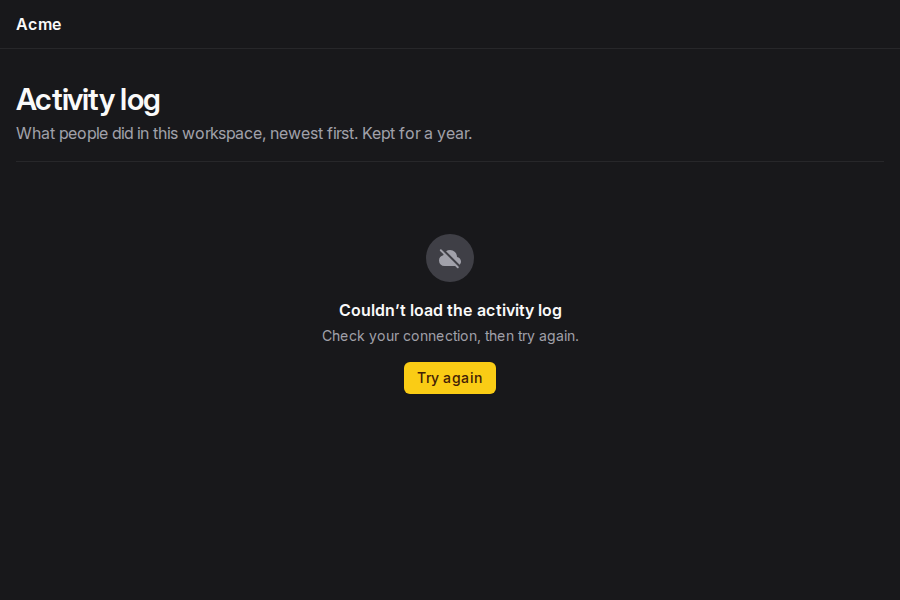 Acme
Activity log
What people did in this workspace, newest first. Kept for a year.
Couldn’t load the activity log
Check your connection, then try again.
Try again